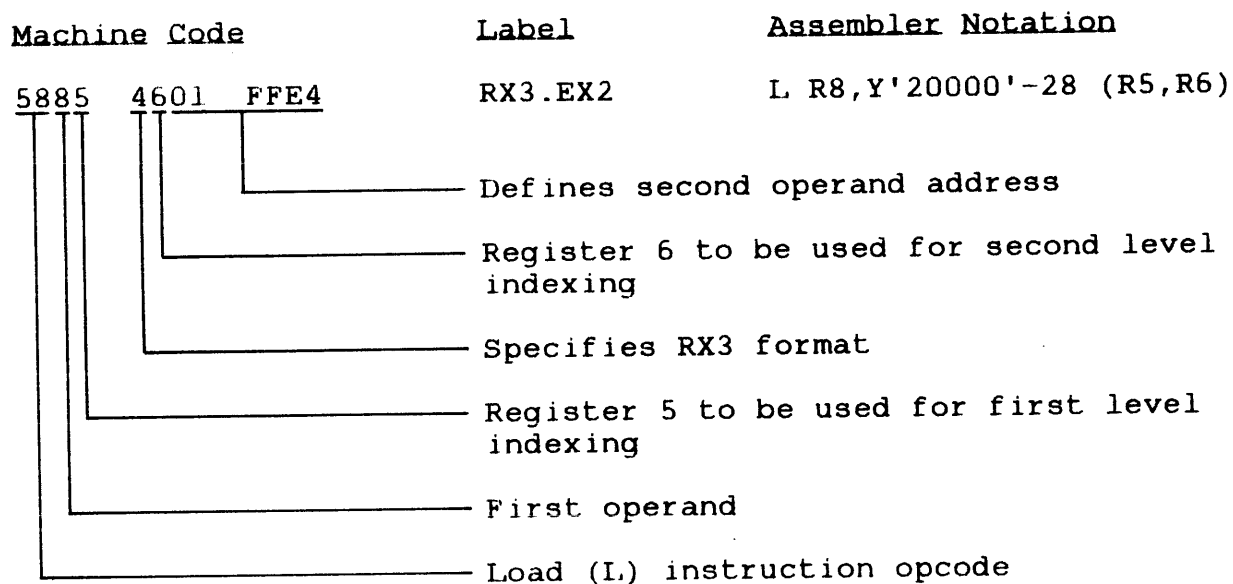 Machine Code Label Assembler Notation
5885 4601 FFE4 RX3.EX2 L R8,Y'20000'-28 (R5,R6)
Defines second operand address
Register 6 to be used for second level
indexing
Specifies RX3 format
Register 5 to be used for first level
indexing
First operand
Load (L) instruction opcode